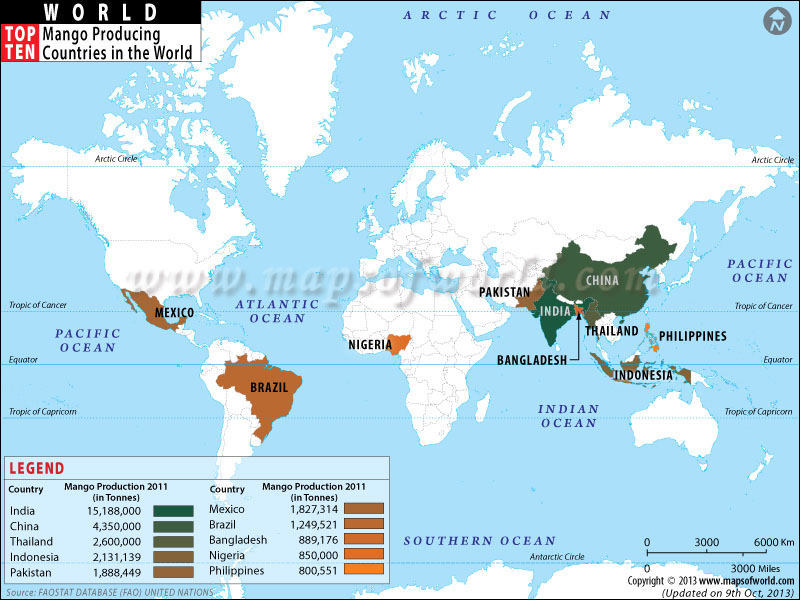 WORLD
TOP TEN Mango Producing
Countries in the World
ARCTIC OCEAN
N
Arctic Circle
Arctic Circle
www.mapsofworld.com
PACIFIC
OCEAN
CHINA
PAKISTAN
INDIA
Tropic of Cancer
MEXICO
ATLANTIC
OCEAN
Tropic of Cancer
PACIFIC
OCEAN
NIGERIA
THAILAND
PHILIPPINES
BANGLADESH
Equator
Equator
INDONESIA
BRAZIL
Tropic of Capricorn
INDIAN
OCEAN
Tropic of Capricorn
LEGEND
Country Mango Production 2011 Country Mango Production 2011
(in Tonnes) (in Tonnes)
India 15,188,000 Mexico 1,827,314
China 4,350,000 Brazil 1,249,521
Thailand 2,600,000 Bangladesh 889,176
Indonesia 2,131,139 Nigeria 850,000
Pakistan 1,888,449 Philippines 800,551
Source: FAOSTAT DATABASE (FAO) UNITED NATIONS
SOUTHERN OCEAN
Antarctic Circle
0 3000 6000 Km
0 3000 Miles
Copyright © 2013 www.mapsofworld.com
(Updated on 9th Oct, 2013)